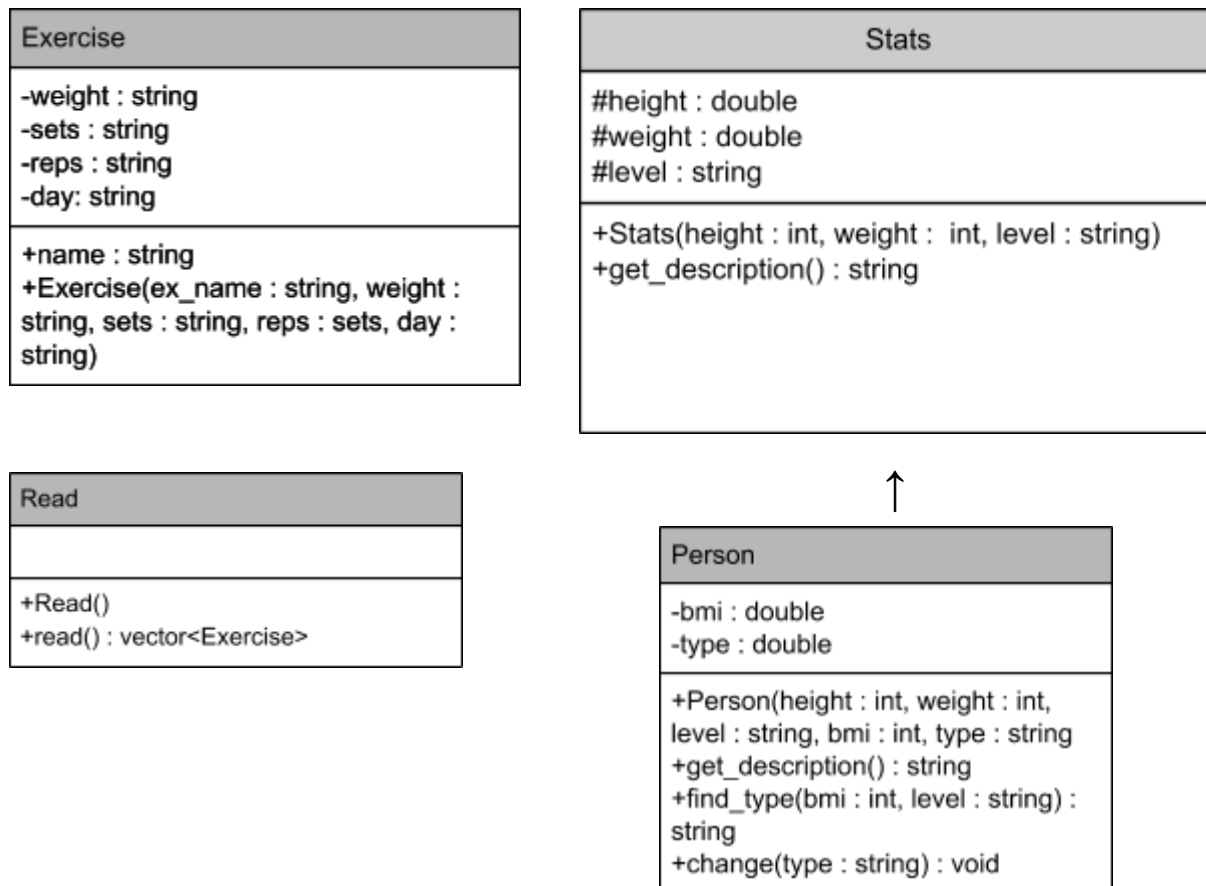 Exercise
-weight : string
-sets : string
-reps : string
-day: string
+name : string
+Exercise(ex_name : string, weight :
string, sets : string, reps : sets, day :
string)
Stats
#height : double
#weight : double
#level : string
+Stats(height : int, weight :  int, level : string)
+get_description() : string
Read
+Read()
+read() : vector<Exercise>
↑
Person
-bmi : double
-type : double
+Person(height : int, weight : int,
level : string, bmi : int, type : string
+get_description() : string
+find_type(bmi : int, level : string) :
string
+change(type : string) : void